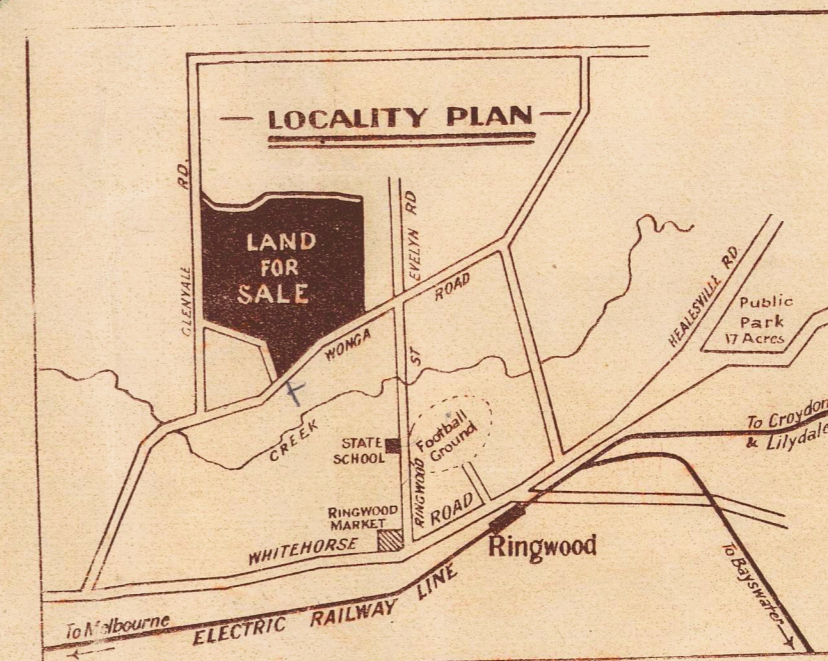 LOCALITY PLAN
GLENVALE RD.
LAND
FOR
SALE
EVELYN RD
WONGA ROAD
HEALESVILLE RD
Public
Park
17 Acres
CREEK
STATE
SCHOOL
Football
Ground
RINGWOOD ST
To Croydon
& Lilydale
RINGWOOD
MARKET
WHITEHORSE ROAD
Ringwood
To Bayswater
To Melbourne
ELECTRIC RAILWAY LINE